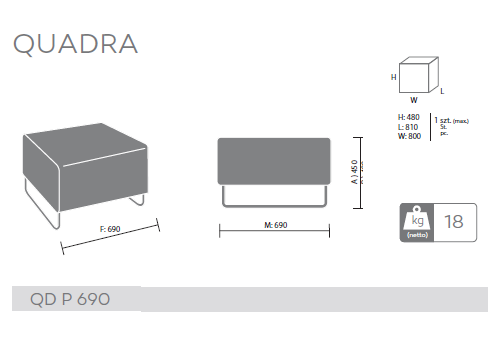 QUADRA
H
L
W
H: 480
L: 810
W: 800
1 szt. (max.)
St.
pc.
A ) 450
F: 690
M: 690
kg
(netto)
18
QD P 690